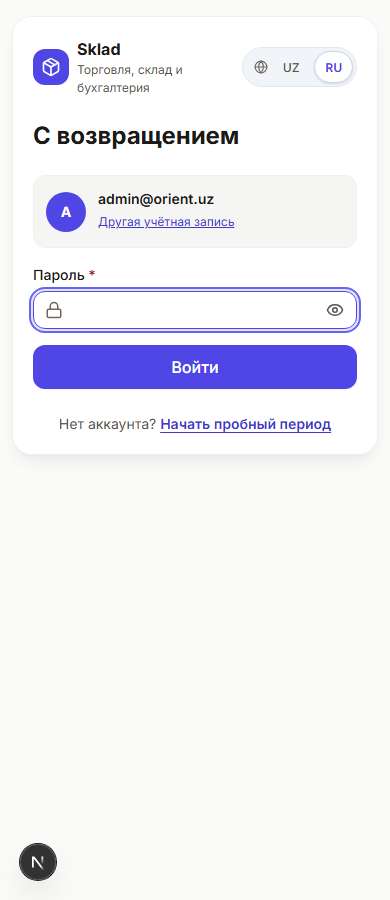 Sklad
Торговля, склад и
бухгалтерия
UZ
RU
С возвращением
A
admin@orient.uz
Другая учётная запись
Пароль *
Войти
Нет аккаунта? Начать пробный период
N